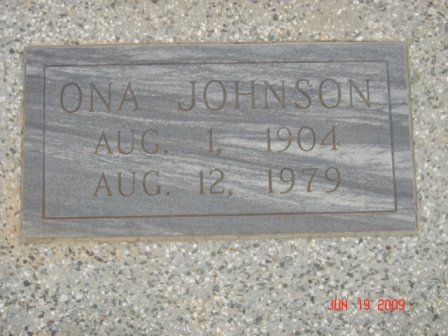 ONA JOHNSON
AUG. 1, 1904
AUG. 12, 1979
JUN 19 2009